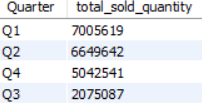 Quarter total_sold_quantity
Q1 7005619
Q2 6649642
Q4 5042541
Q3 2075087